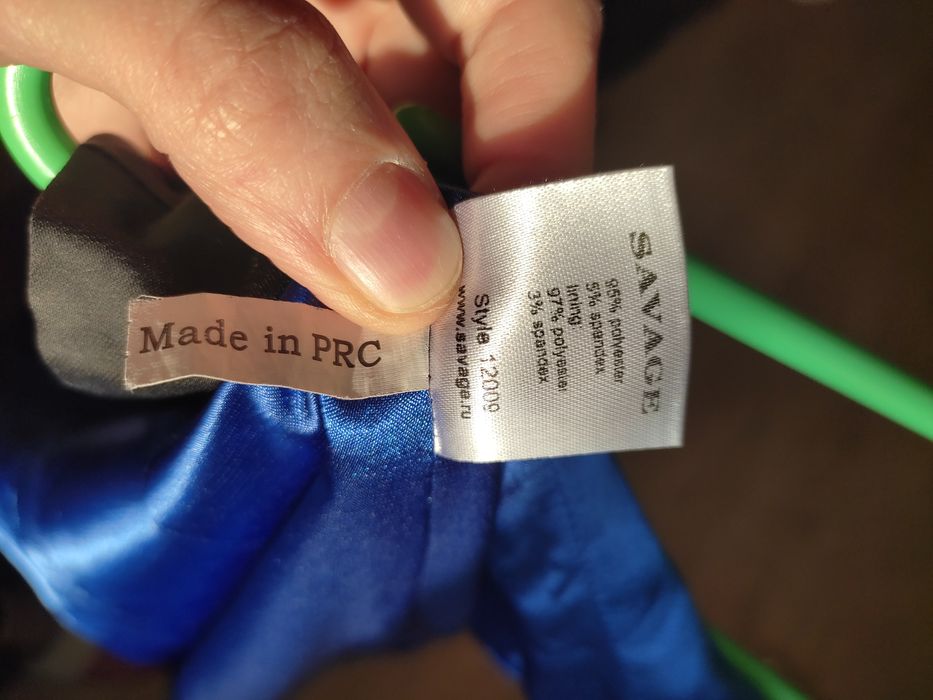 Made in PRC
SAVAGE
95% polyester
5% spandex
lining
97% polyester
3% spandex
Style 12009
www.savage.ru